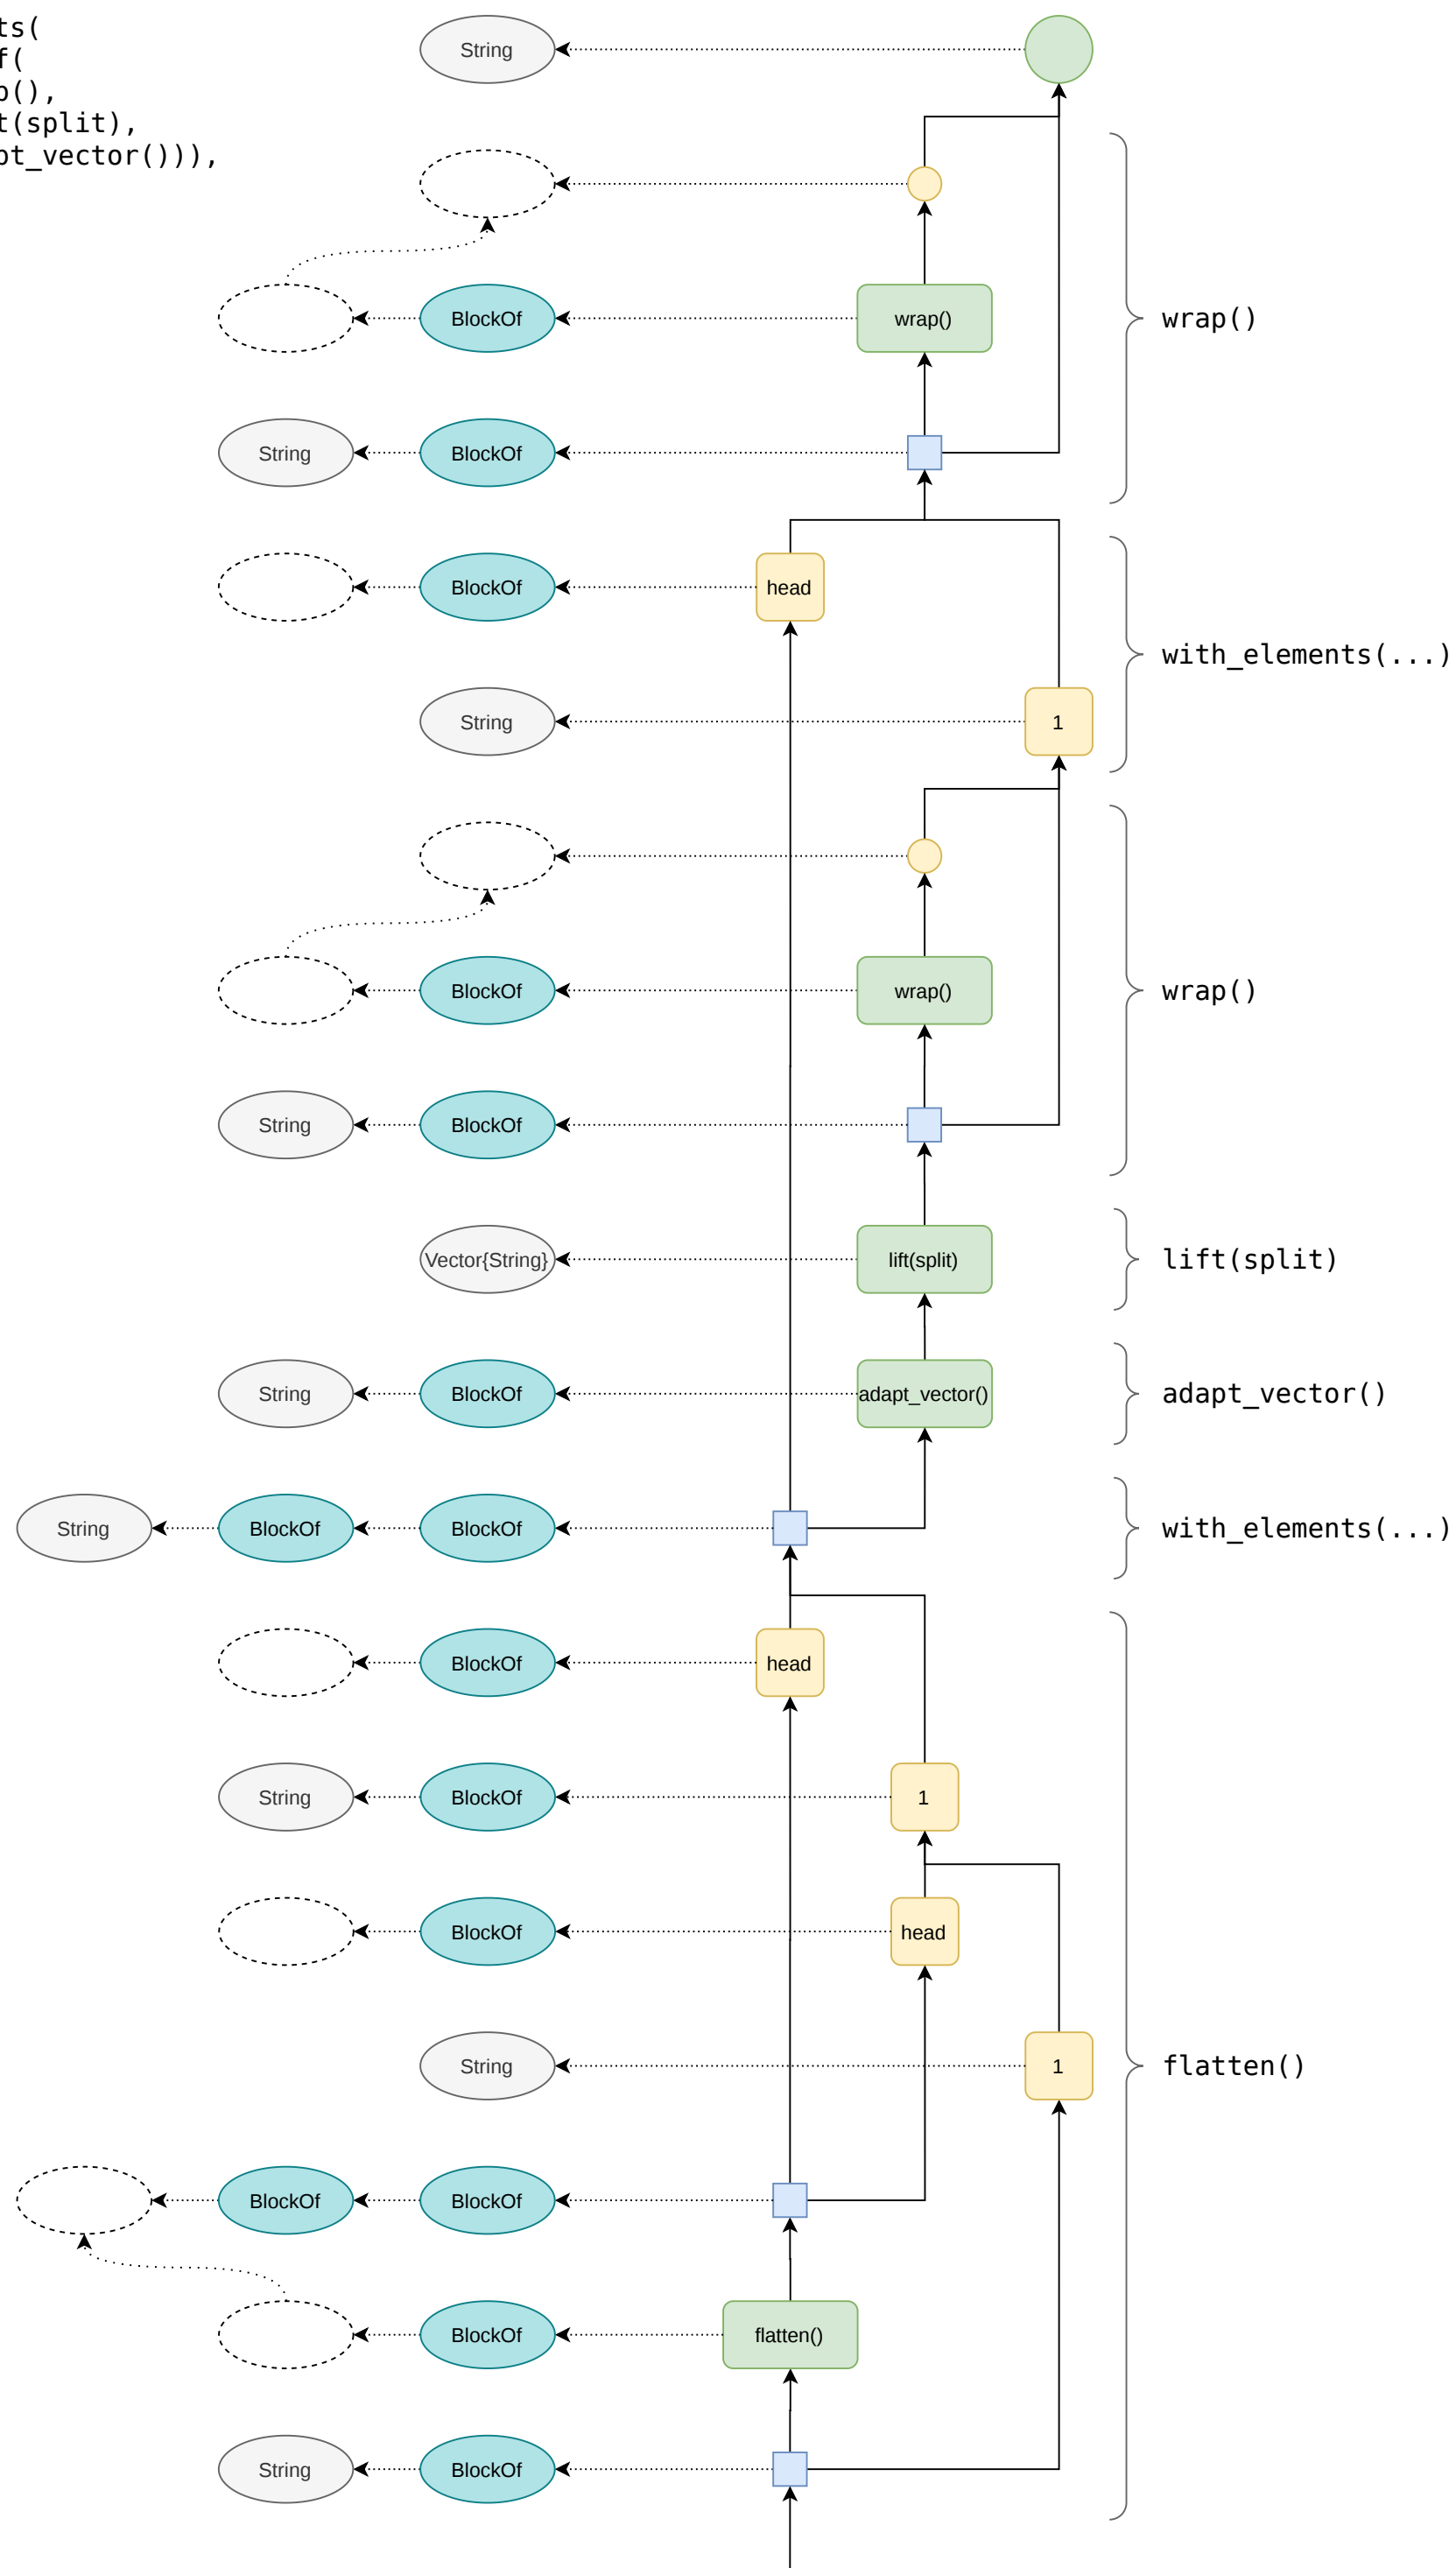 ts(
f(
p(),
t(split),
pt_vector())),
String
BlockOf
wrap()
wrap()
String
BlockOf
BlockOf
head
with_elements(...)
String
1
BlockOf
wrap()
wrap()
String
BlockOf
Vector{String}
lift(split)
lift(split)
String
BlockOf
adapt_vector()
adapt_vector()
String
BlockOf
BlockOf
with_elements(...)
BlockOf
head
String
BlockOf
1
BlockOf
head
String
1
flatten()
BlockOf
BlockOf
BlockOf
flatten()
String
BlockOf